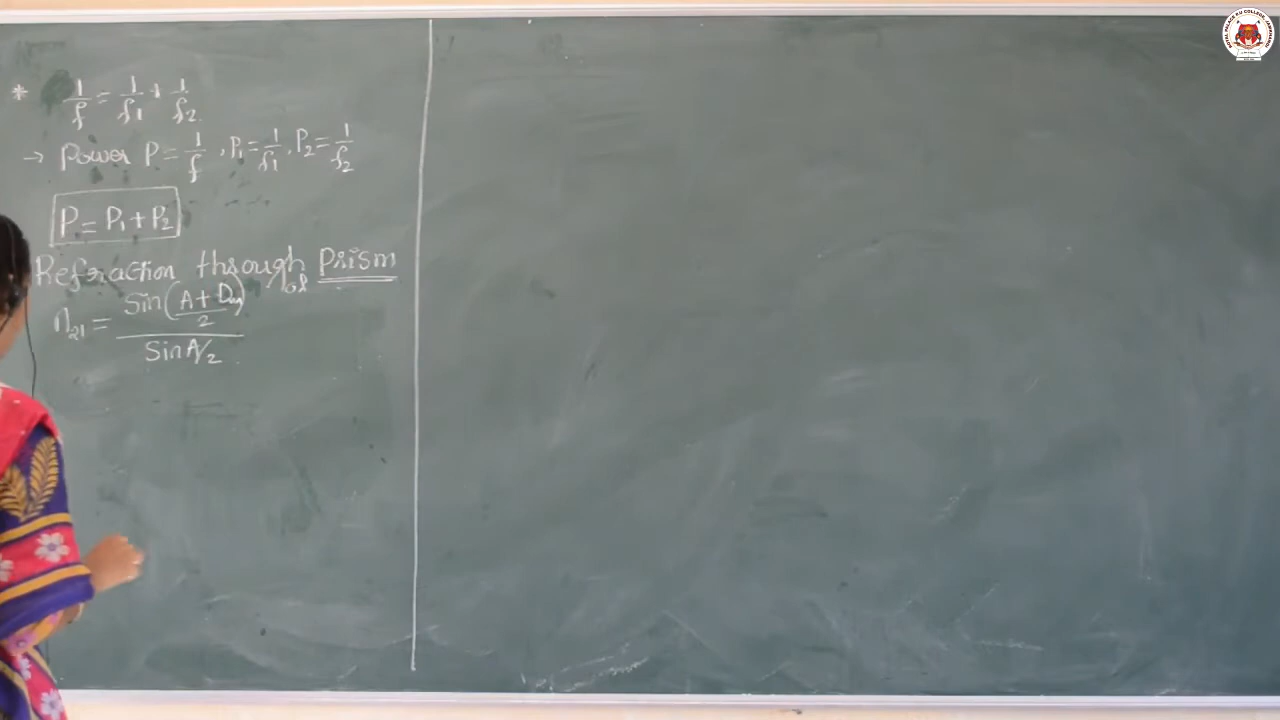 * 1/f = 1/f1 + 1/f2
→ Power P = 1/f , P1 = 1/f1 , P2 = 1/f2
P = P1 + P2
Refraction through Prism
n21 = Sin((A + Dm)/2) / Sin A/2